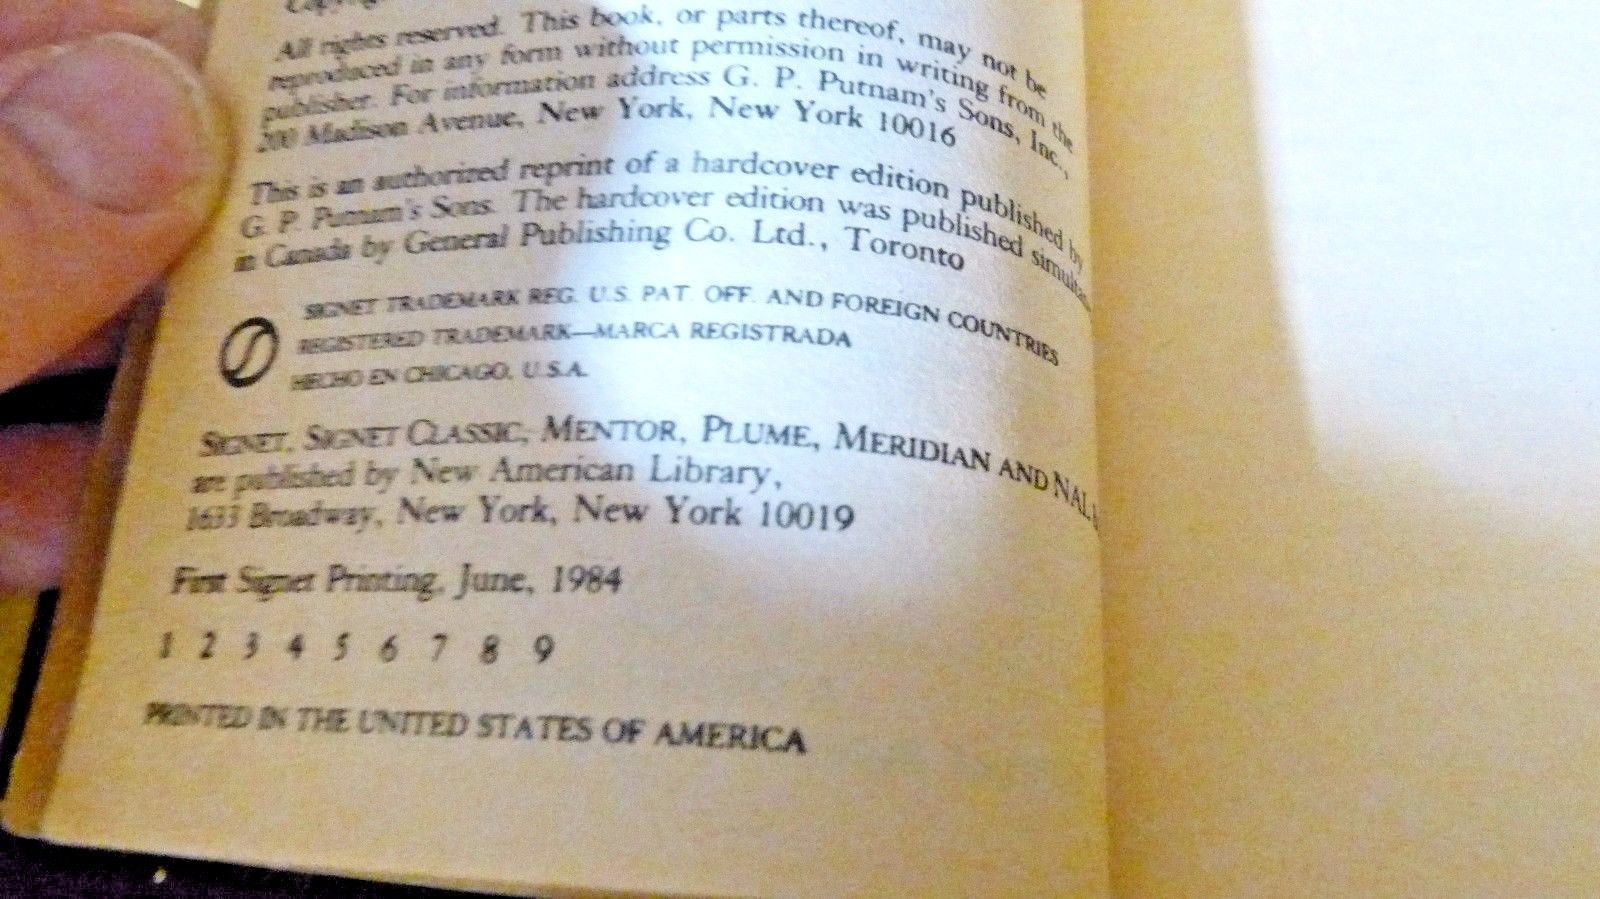 All rights reserved. This book, or parts thereof, may not be
reproduced in any form without permission in writing from the
publisher. For information address G. P. Putnam's Sons, Inc.,
200 Madison Avenue, New York, New York 10016
This is an authorized reprint of a hardcover edition published by
G. P. Putnam's Sons. The hardcover edition was published simultan
in Canada by General Publishing Co. Ltd., Toronto
SIGNET TRADEMARK REG. U.S. PAT. OFF. AND FOREIGN COUNTRIES
REGISTERED TRADEMARK—MARCA REGISTRADA
HECHO EN CHICAGO, U.S.A.
SIGNET, SIGNET CLASSIC, MENTOR, PLUME, MERIDIAN AND NAL
are published by New American Library,
1633 Broadway, New York, New York 10019
First Signet Printing, June, 1984
1 2 3 4 5 6 7 8 9
PRINTED IN THE UNITED STATES OF AMERICA